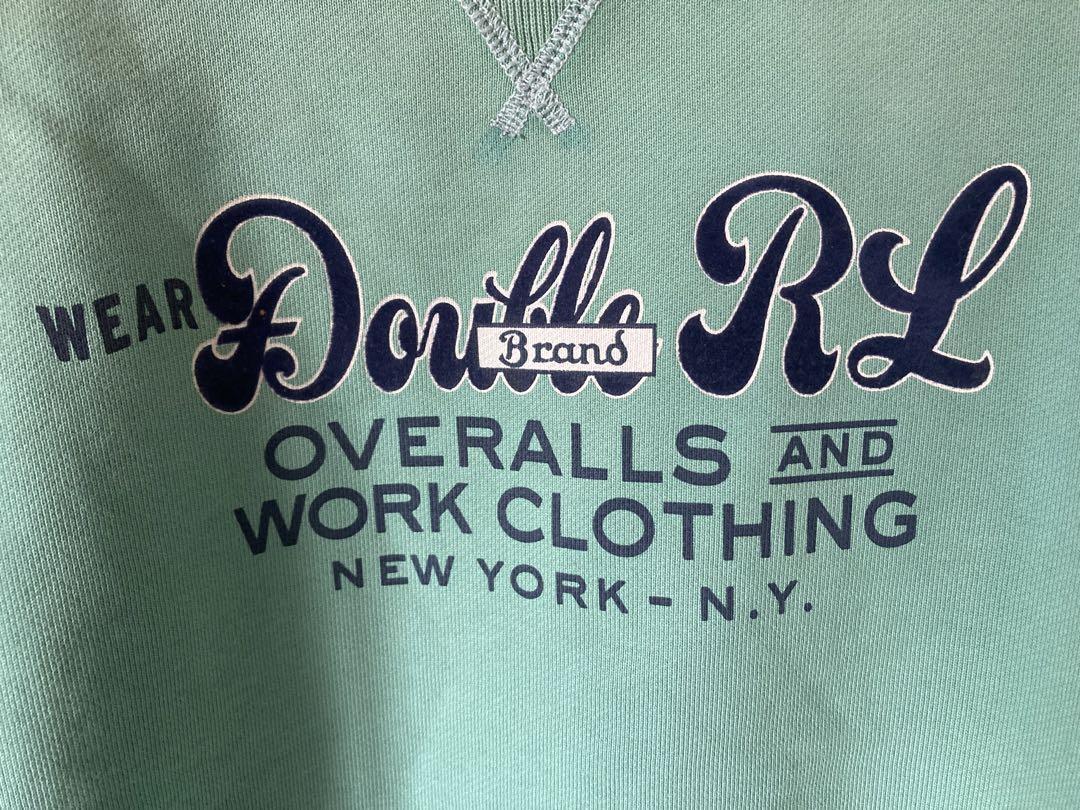 WEAR Double RL
Brand
OVERALLS AND
WORK CLOTHING
NEW YORK - N.Y.